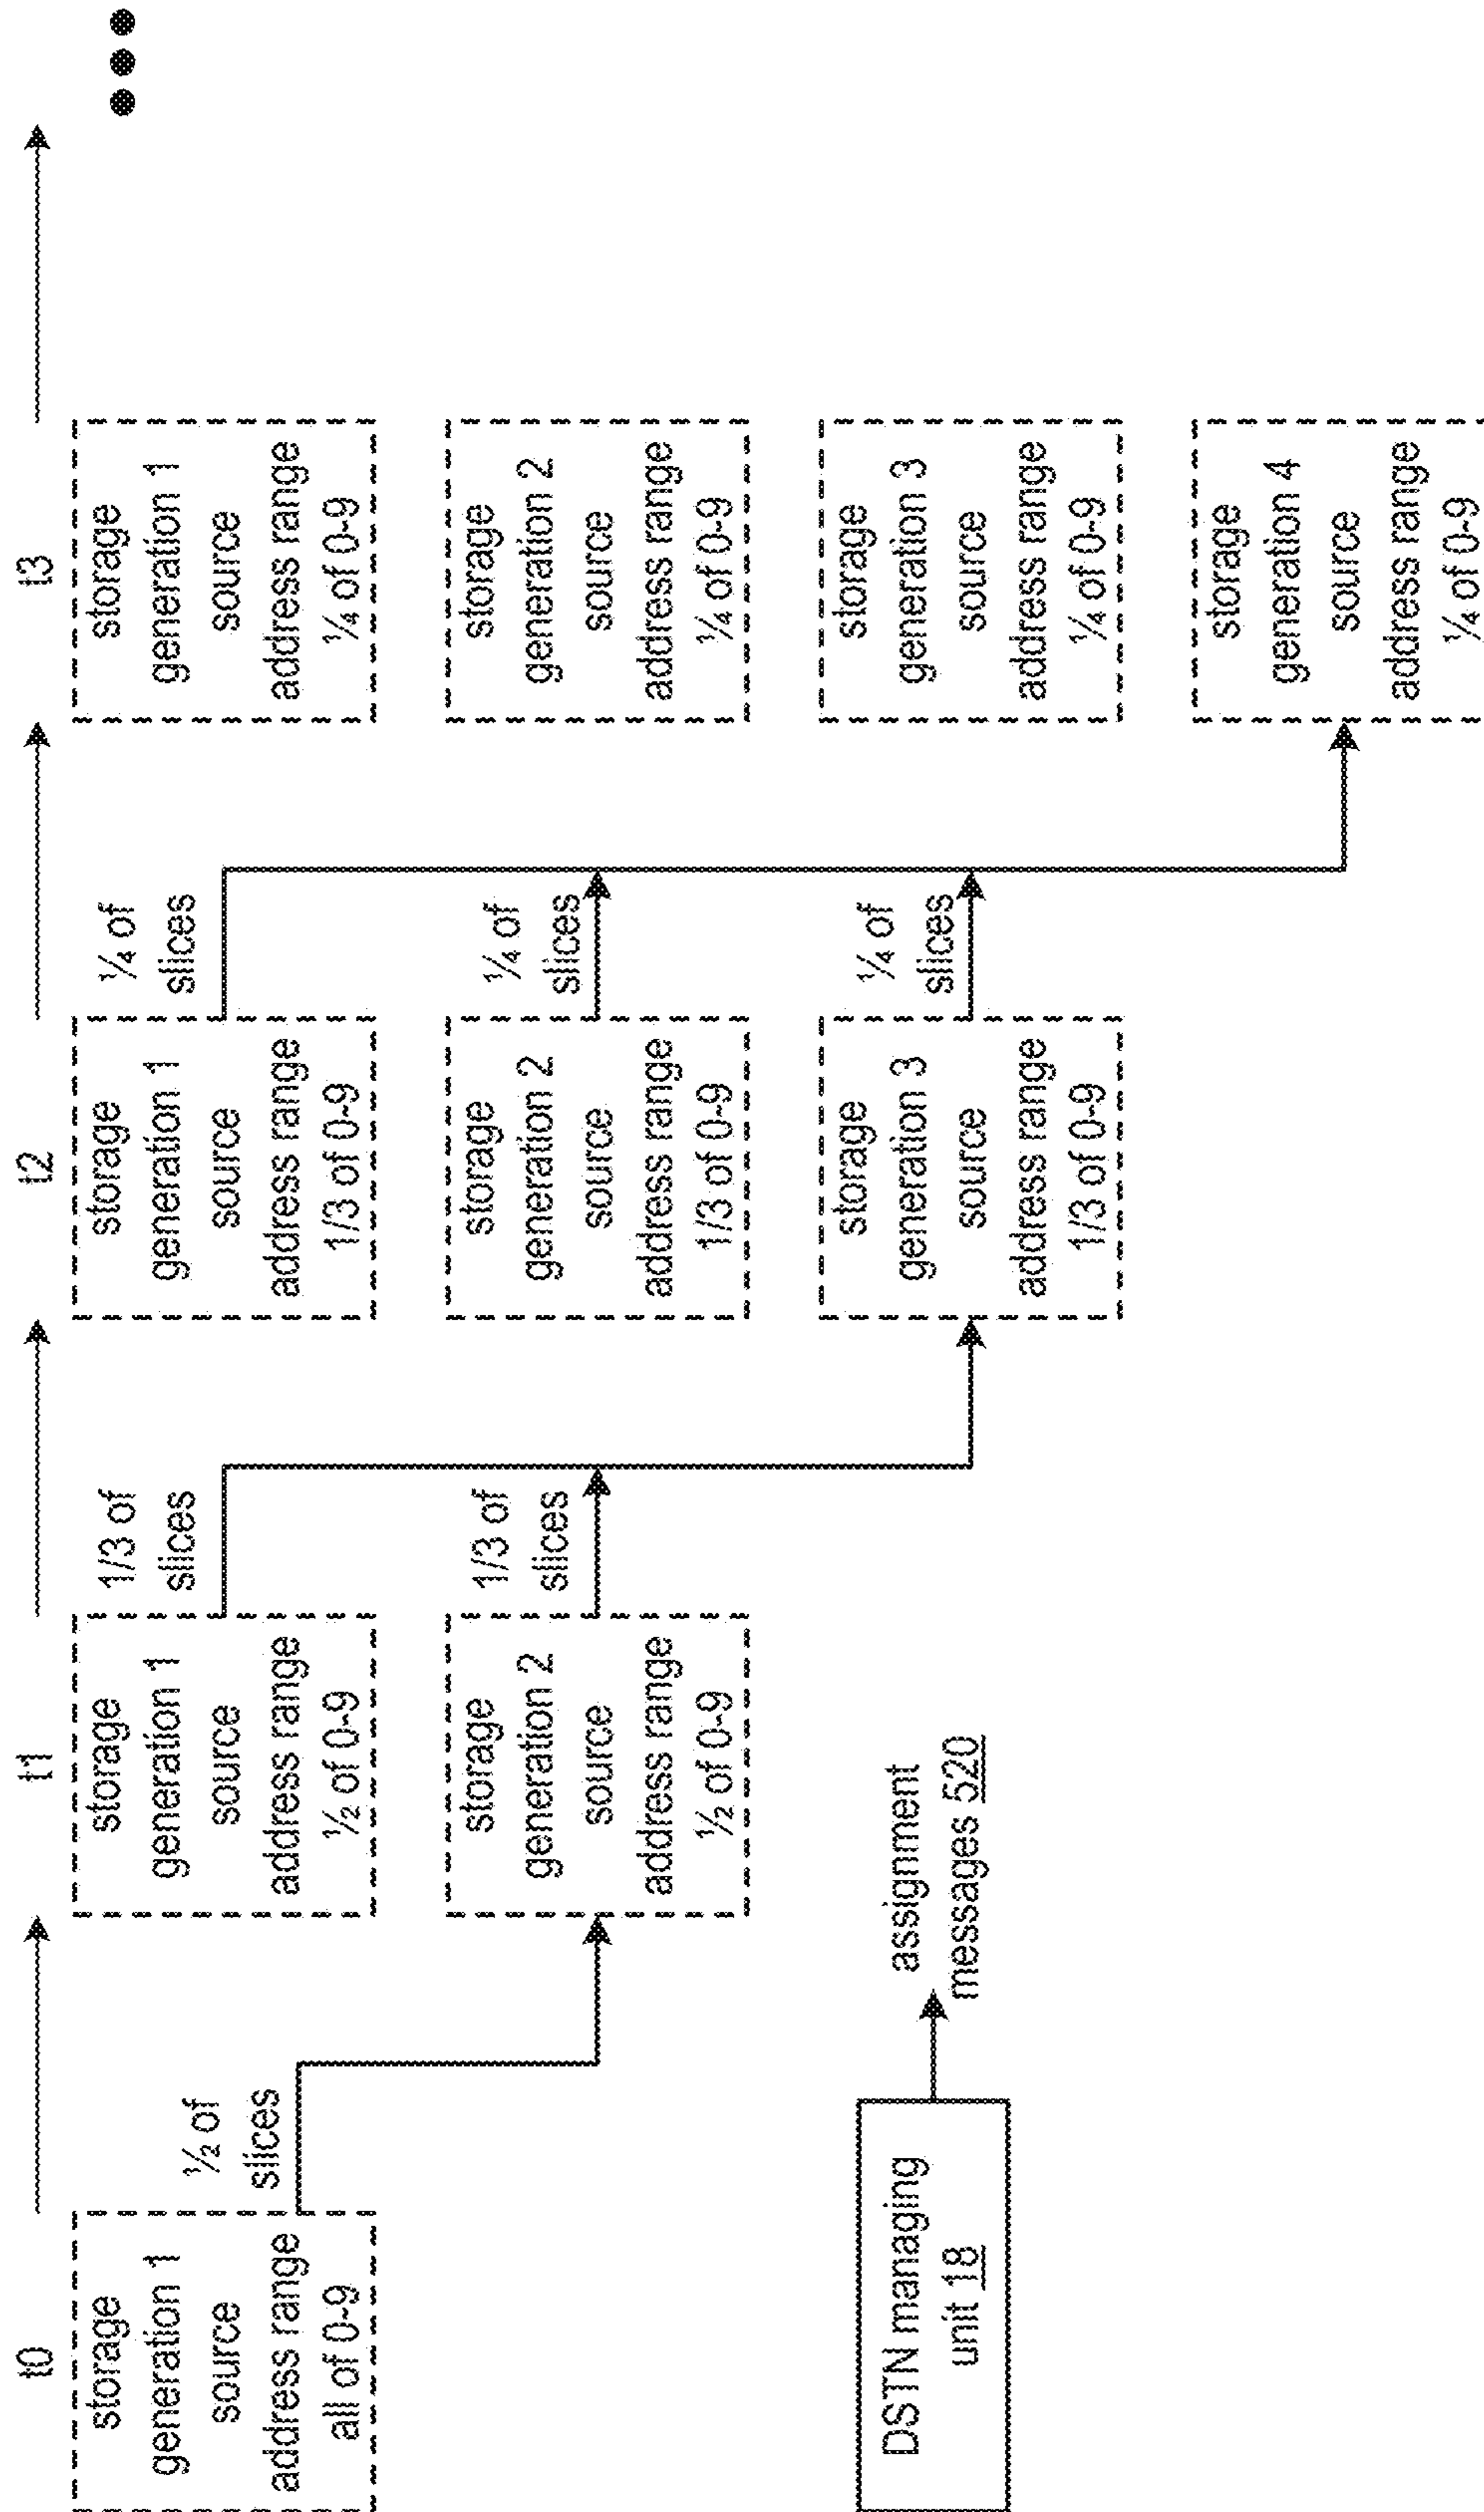 t0
t1
t2
t3
storage
generation 1
source
address range
all of 0-9
½ of
slices
storage
generation 1
source
address range
½ of 0-9
1/3 of
slices
storage
generation 1
source
address range
1/3 of 0-9
¼ of
slices
storage
generation 1
source
address range
¼ of 0-9
storage
generation 2
source
address range
½ of 0-9
1/3 of
slices
storage
generation 2
source
address range
1/3 of 0-9
¼ of
slices
storage
generation 2
source
address range
¼ of 0-9
storage
generation 3
source
address range
1/3 of 0-9
¼ of
slices
storage
generation 3
source
address range
¼ of 0-9
storage
generation 4
source
address range
¼ of 0-9
DSTN managing
unit 18
assignment
messages 520